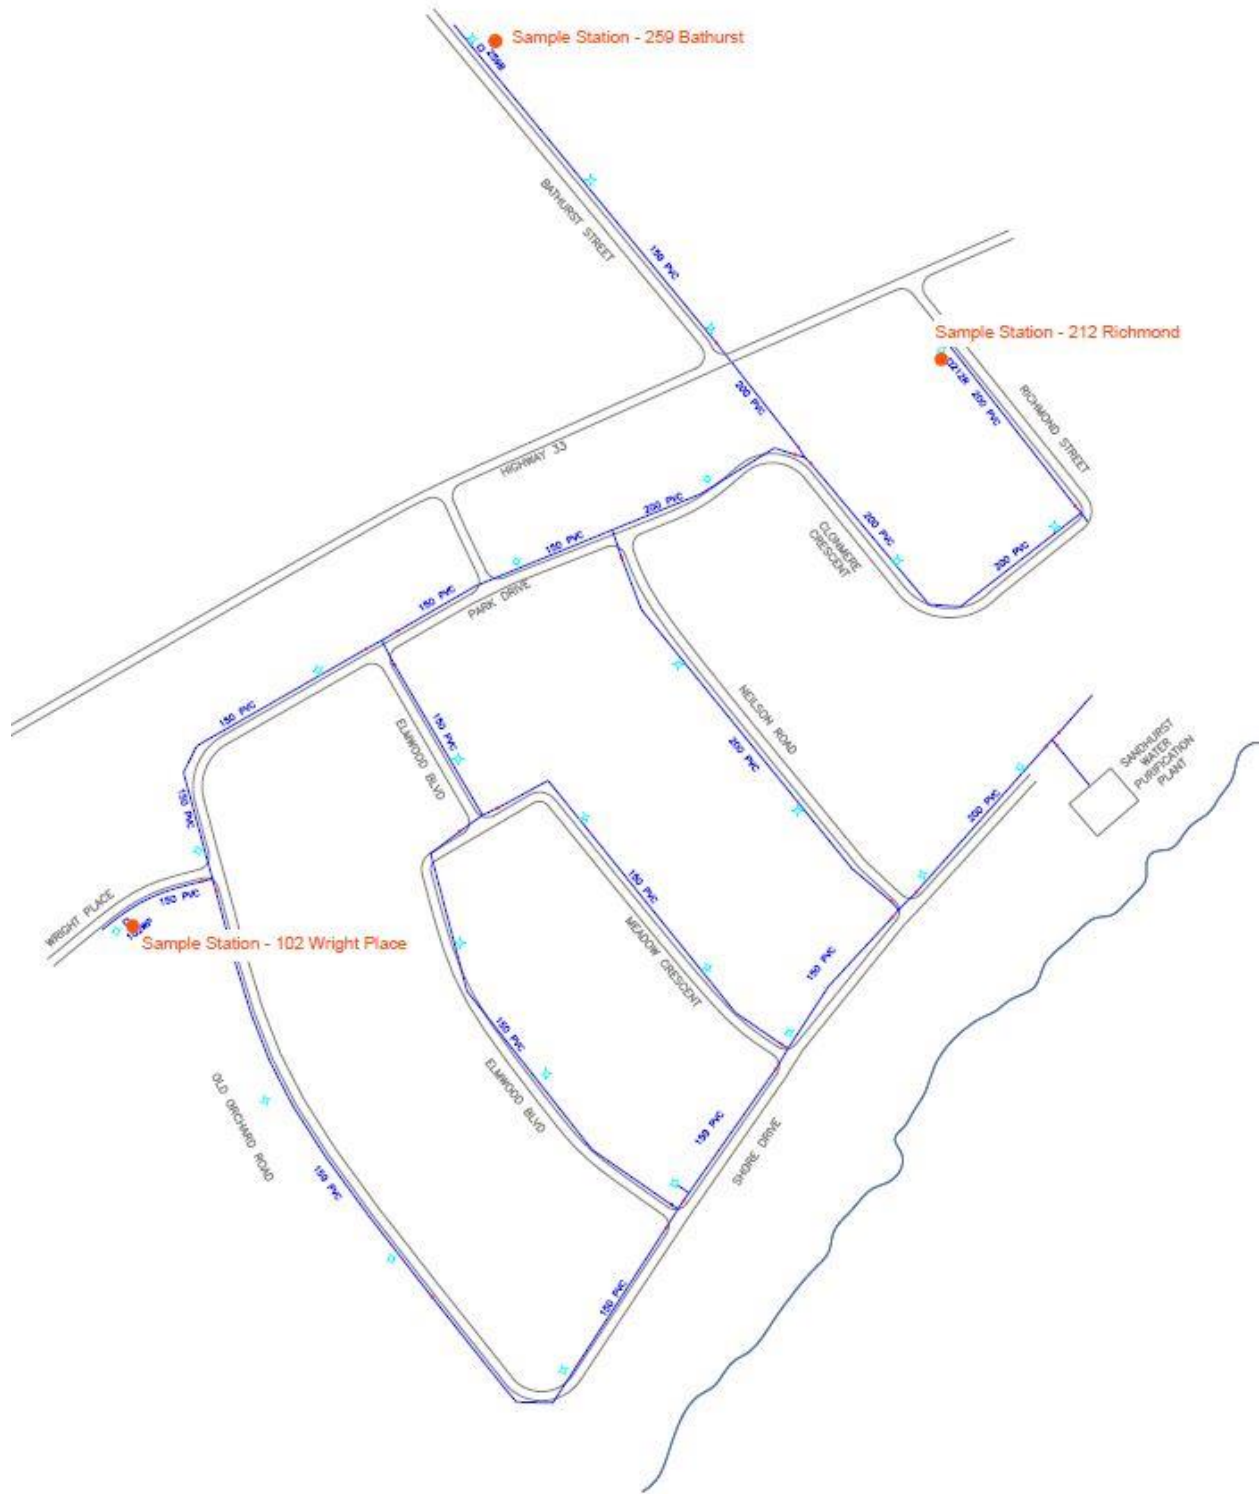 Sample Station - 259 Bathurst
259B
BATHURST STREET
150 PVC
Sample Station - 212 Richmond
D212R
200 PVC
RICHMOND STREET
200 PVC
HIGHWAY 33
200 PVC
150 PVC
200 PVC
CLONMERE
CRESCENT
200 PVC
150 PVC
PARK DRIVE
150 PVC
ELMWOOD BLVD
150 PVC
NEILSON ROAD
200 PVC
SANDHURST
WATER
PURIFICATION
PLANT
200 PVC
150 PVC
WRIGHT PLACE
150 PVC
102WP
Sample Station - 102 Wright Place
150 PVC
MEADOW CRESCENT
150 PVC
150 PVC
ELMWOOD BLVD
OLD ORCHARD ROAD
150 PVC
150 PVC
SHORE DRIVE
150 PVC